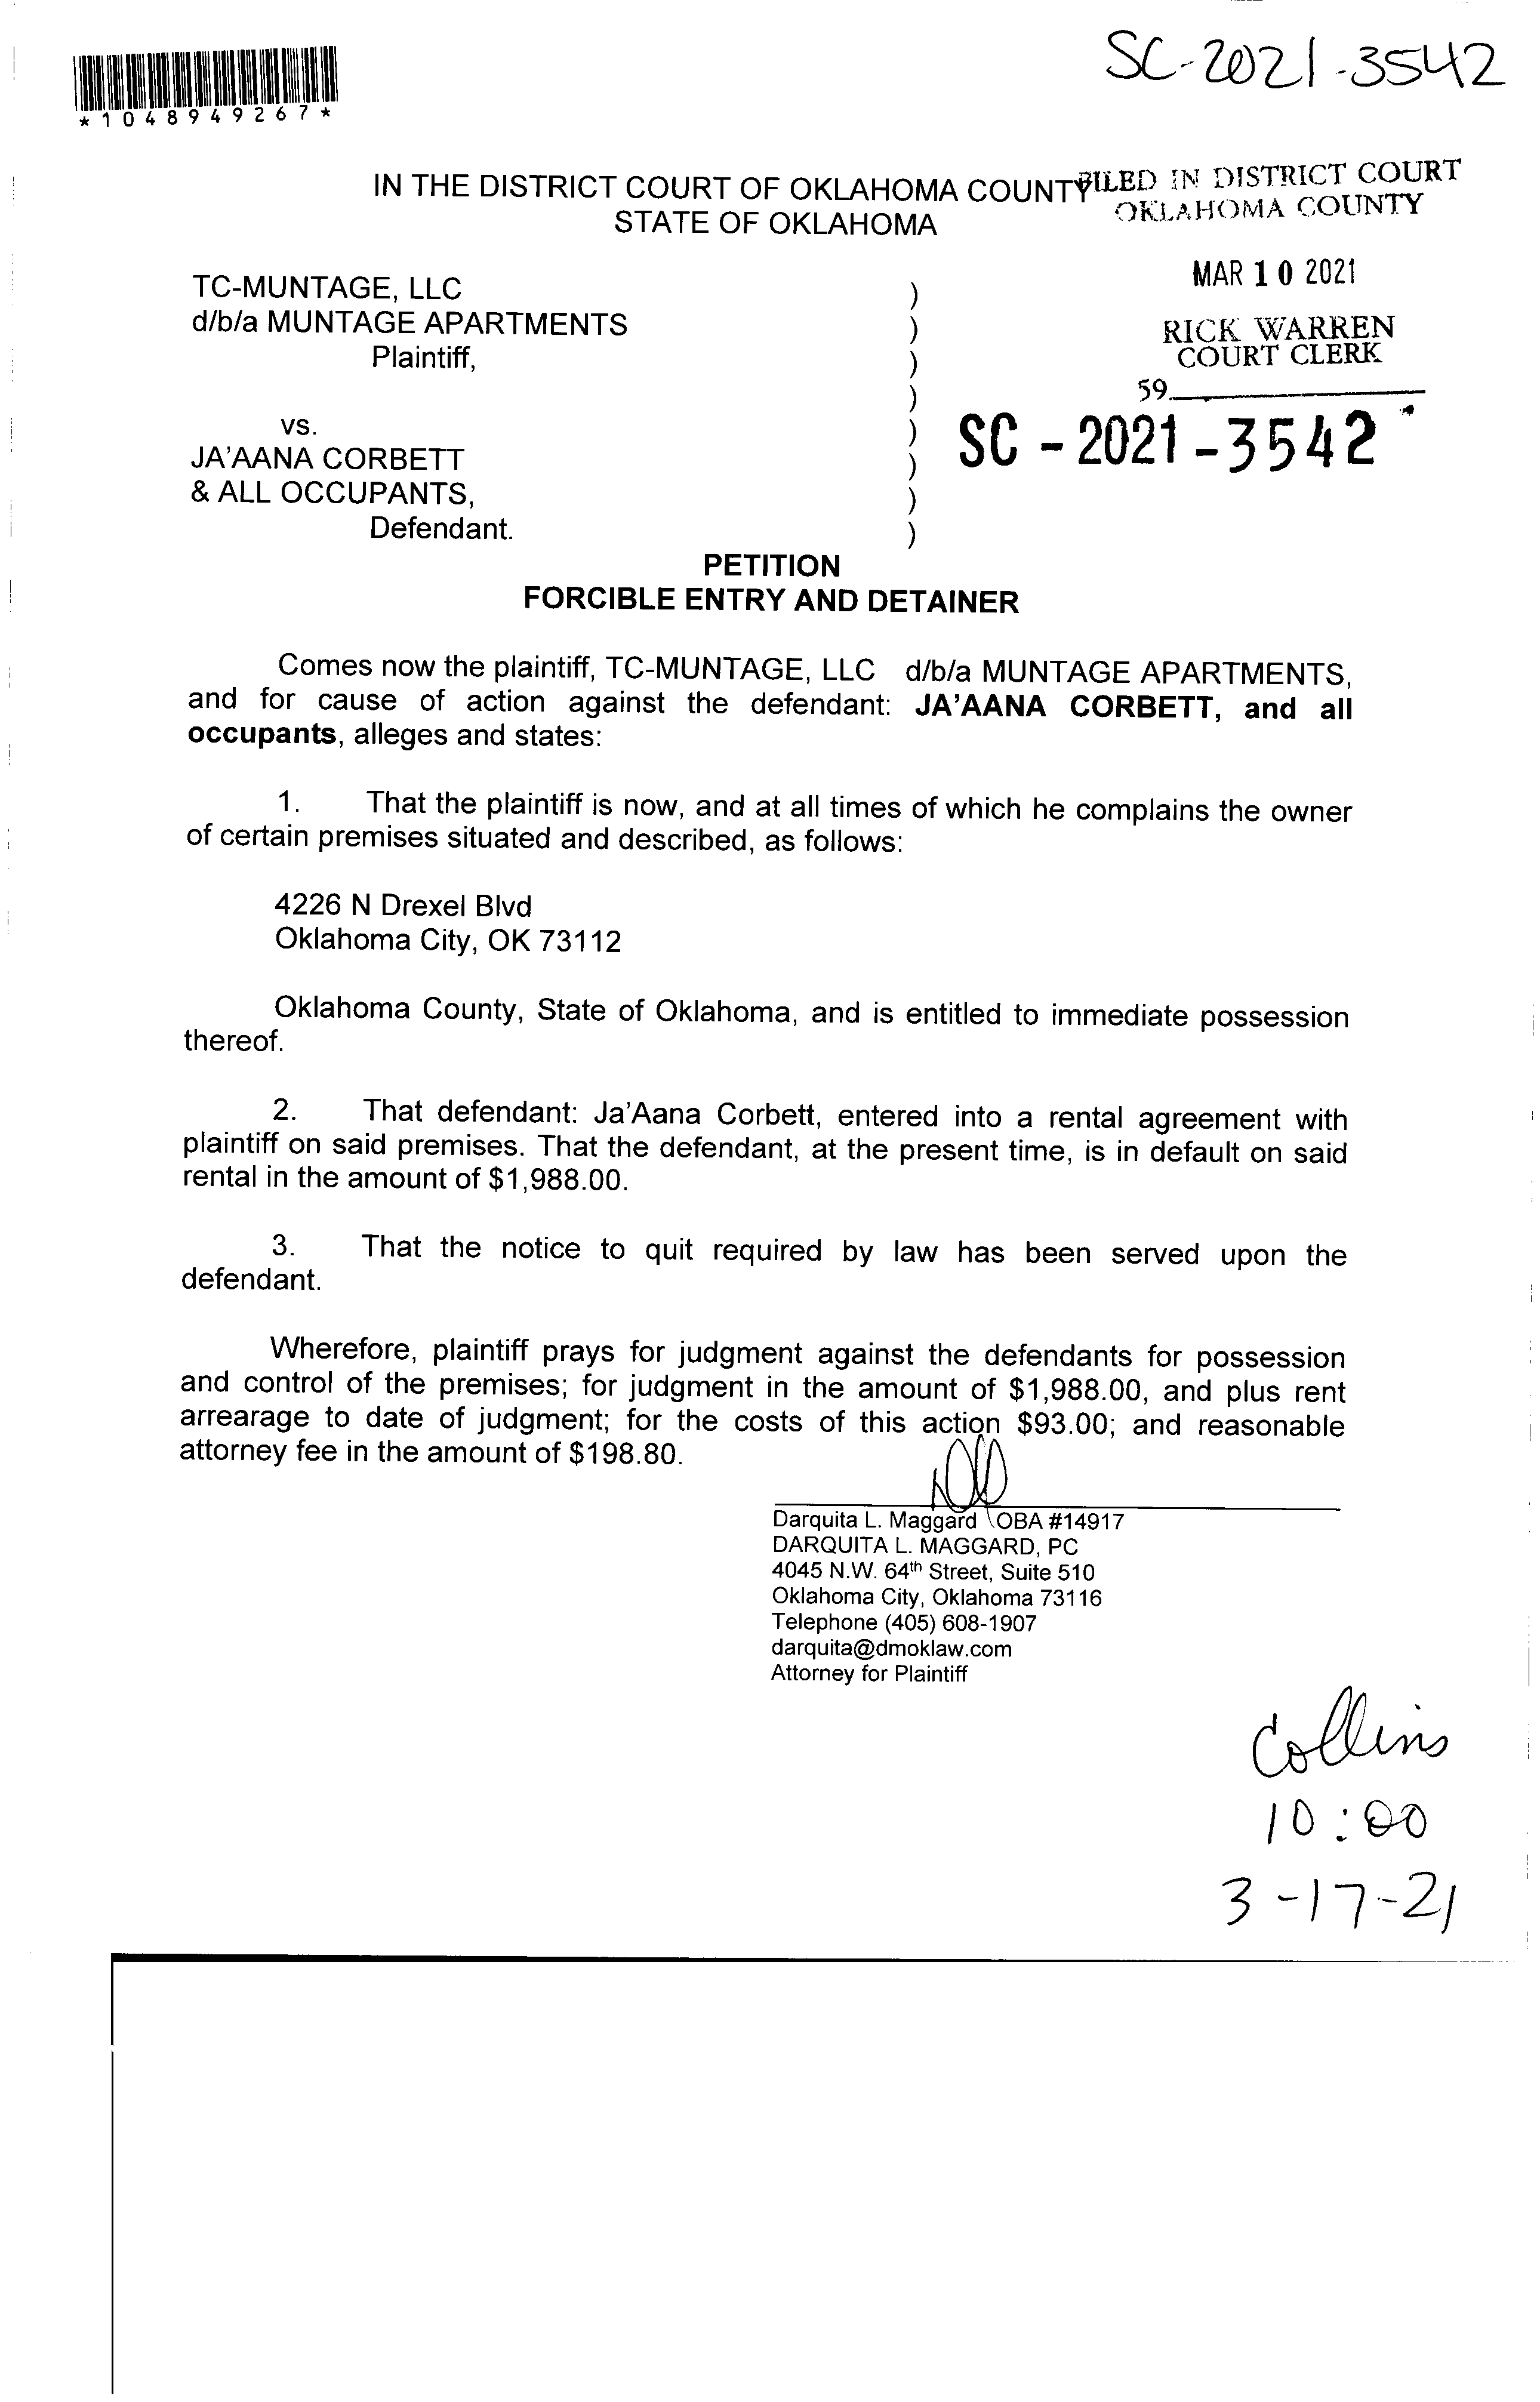 SC-2021-3542
*1048949267*
IN THE DISTRICT COURT OF OKLAHOMA COUNTY
STATE OF OKLAHOMA
FILED IN DISTRICT COURT
OKLAHOMA COUNTY
MAR 10 2021
RICK WARREN
COURT CLERK
59
SC - 2021 - 3542
TC-MUNTAGE, LLC )
d/b/a MUNTAGE APARTMENTS )
Plaintiff, )
)
vs. )
JA'AANA CORBETT )
& ALL OCCUPANTS, )
Defendant. )
PETITION
FORCIBLE ENTRY AND DETAINER
Comes now the plaintiff, TC-MUNTAGE, LLC d/b/a MUNTAGE APARTMENTS,
and for cause of action against the defendant: JA'AANA CORBETT, and all
occupants, alleges and states:
1. That the plaintiff is now, and at all times of which he complains the owner
of certain premises situated and described, as follows:
4226 N Drexel Blvd
Oklahoma City, OK 73112
Oklahoma County, State of Oklahoma, and is entitled to immediate possession
thereof.
2. That defendant: Ja'Aana Corbett, entered into a rental agreement with
plaintiff on said premises. That the defendant, at the present time, is in default on said
rental in the amount of $1,988.00.
3. That the notice to quit required by law has been served upon the
defendant.
Wherefore, plaintiff prays for judgment against the defendants for possession
and control of the premises; for judgment in the amount of $1,988.00, and plus rent
arrearage to date of judgment; for the costs of this action $93.00; and reasonable
attorney fee in the amount of $198.80.
Darquita L. Maggard OBA #14917
DARQUITA L. MAGGARD, PC
4045 N.W. 64th Street, Suite 510
Oklahoma City, Oklahoma 73116
Telephone (405) 608-1907
darquita@dmoklaw.com
Attorney for Plaintiff
Collins
10:00
3-17-21